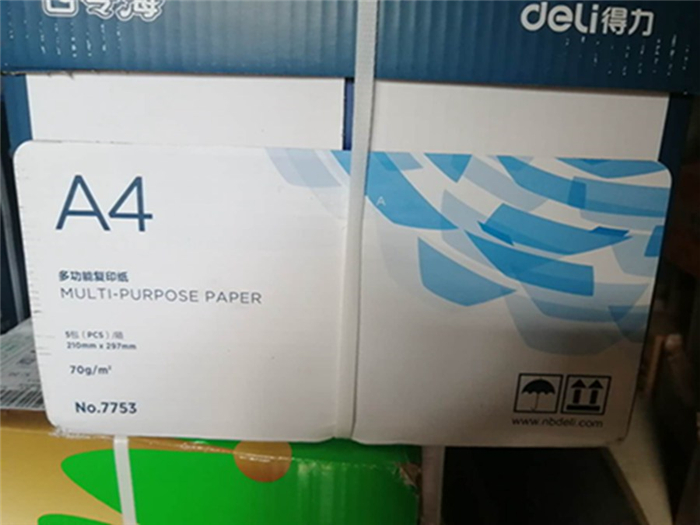 deli得力
A4
A
多功能复印纸
MULTI-PURPOSE PAPER
5包(PCS)/箱
210mm x 297mm
70g/m²
No.7753
www.nbdeli.com